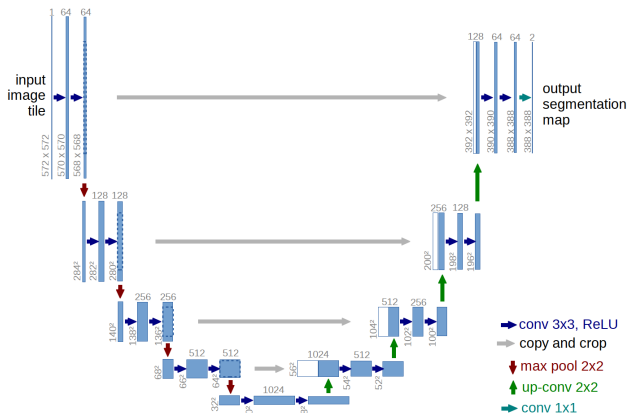 1
64
64
input
image
tile
572 x 572
570 x 570
568 x 568
128
64
64
2
output
segmentation
map
392 x 392
390 x 390
388 x 388
388 x 388
128
128
284²
282²
280²
256
128
200²
198²
196²
256
256
140²
138²
136²
512
256
104²
102²
100²
512
512
68²
66²
64²
1024
512
56²
54²
52²
1024
32²
conv 3x3, ReLU
copy and crop
max pool 2x2
up-conv 2x2
conv 1x1